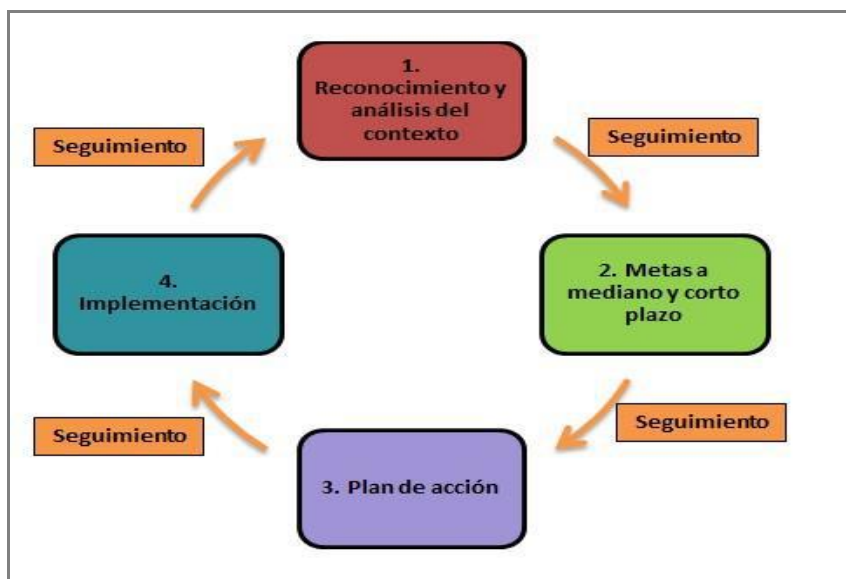 1.
Reconocimiento y
análisis del
contexto
Seguimiento
Seguimiento
2. Metas a
mediano y corto
plazo
Seguimiento
3. Plan de acción
Seguimiento
4.
Implementación